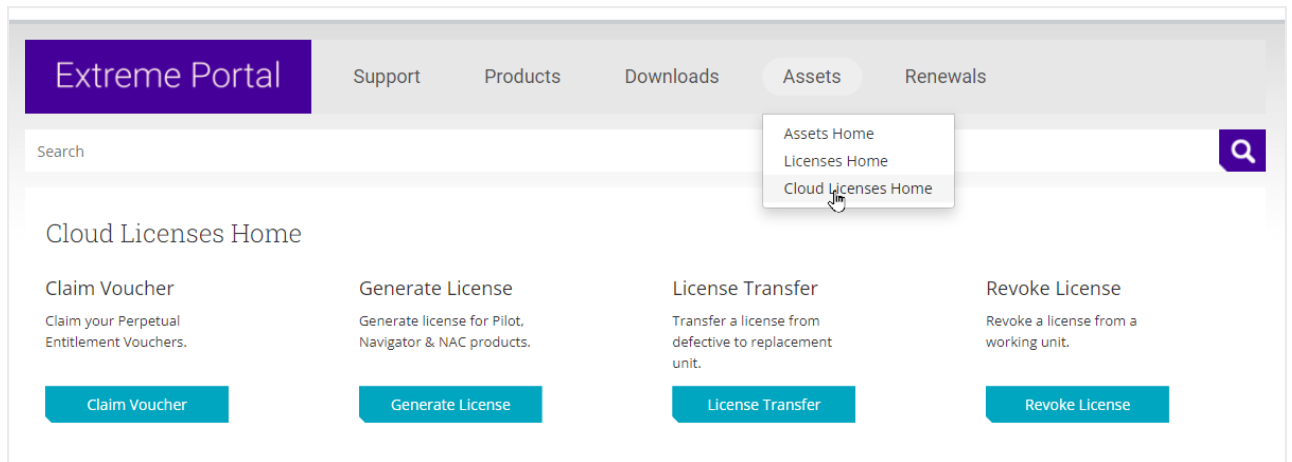 Extreme Portal
Support
Products
Downloads
Assets
Renewals
Assets Home
Licenses Home
Cloud Licenses Home
Search
Cloud Licenses Home
Claim Voucher
Claim your Perpetual
Entitlement Vouchers.
Claim Voucher
Generate License
Generate license for Pilot,
Navigator & NAC products.
Generate License
License Transfer
Transfer a license from
defective to replacement
unit.
License Transfer
Revoke License
Revoke a license from a
working unit.
Revoke License